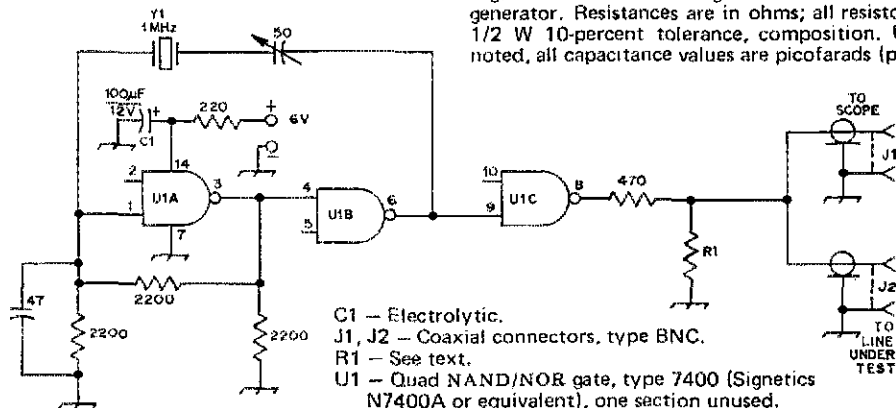 generator. Resistances are in ohms; all
1/2 W 10-percent tolerance, composition.
noted, all capacitance values are picofarads
Y1
1MHz
50
100µF
12V
C1
220
+
6V
–
14
2
U1A
3
1
7
4
U1B
6
5
10
U1C
8
9
470
R1
TO
SCOPE
J1
J2
TO
LINE
UNDER
TEST
47
2200
2200
2200
C1 – Electrolytic.
J1, J2 – Coaxial connectors, type BNC.
R1 – See text.
U1 – Quad NAND/NOR gate, type 7400 (Signetics
N7400A or equivalent), one section unused.